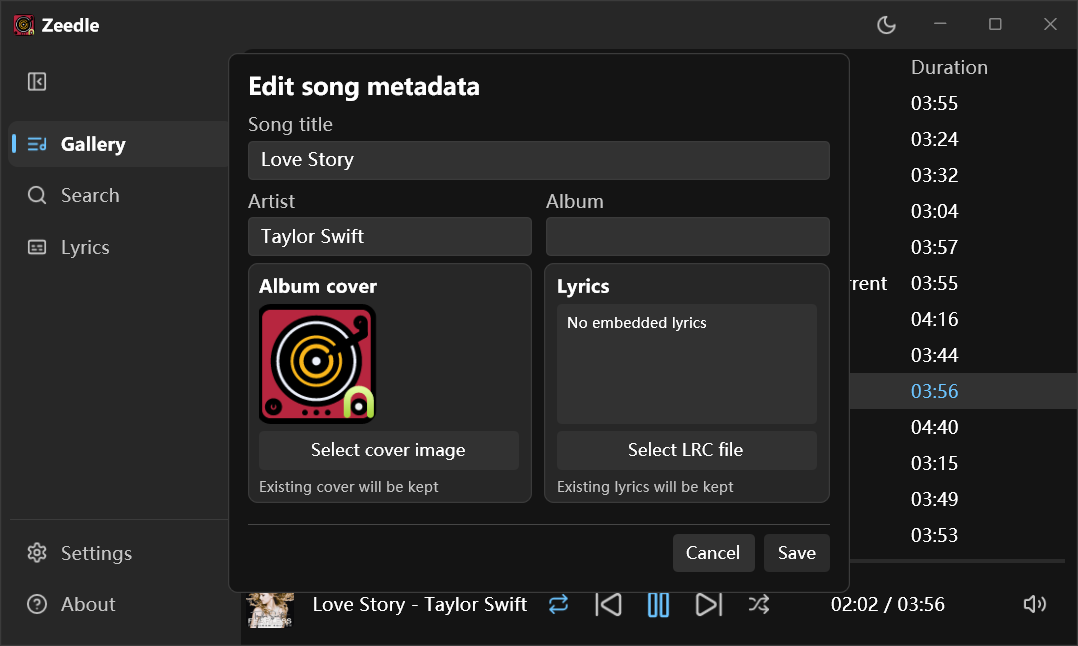 Zeedle
Gallery
Search
Lyrics
Settings
About
Edit song metadata
Song title
Love Story
Artist
Album
Taylor Swift
Album cover
Select cover image
Existing cover will be kept
Lyrics
No embedded lyrics
Select LRC file
Existing lyrics will be kept
Cancel
Save
Duration
03:55
03:24
03:32
03:04
03:57
03:55
04:16
03:44
03:56
04:40
03:15
03:49
03:53
Love Story - Taylor Swift
02:02 / 03:56